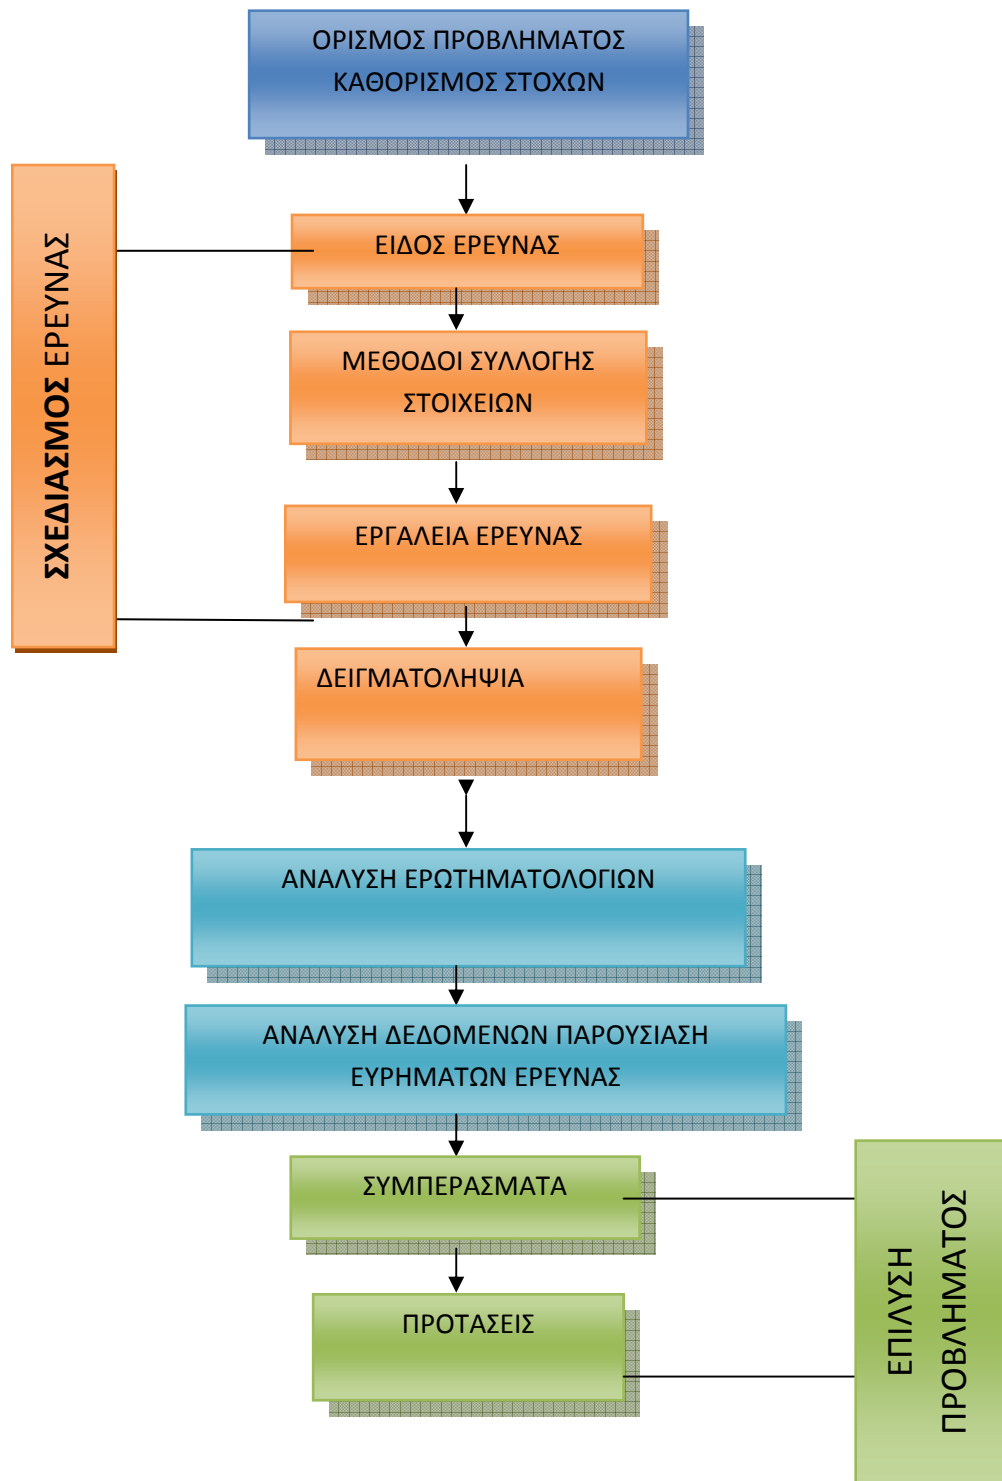 ΟΡΙΣΜΟΣ ΠΡΟΒΛΗΜΑΤΟΣ
ΚΑΘΟΡΙΣΜΟΣ ΣΤΟΧΩΝ
ΣΧΕΔΙΑΣΜΟΣ ΕΡΕΥΝΑΣ
ΕΙΔΟΣ ΕΡΕΥΝΑΣ
ΜΕΘΟΔΟΙ ΣΥΛΛΟΓΗΣ
ΣΤΟΙΧΕΙΩΝ
ΕΡΓΑΛΕΙΑ ΕΡΕΥΝΑΣ
ΔΕΙΓΜΑΤΟΛΗΨΙΑ
ΑΝΑΛΥΣΗ ΕΡΩΤΗΜΑΤΟΛΟΓΙΩΝ
ΑΝΑΛΥΣΗ ΔΕΔΟΜΕΝΩΝ ΠΑΡΟΥΣΙΑΣΗ
ΕΥΡΗΜΑΤΩΝ ΕΡΕΥΝΑΣ
ΣΥΜΠΕΡΑΣΜΑΤΑ
ΠΡΟΤΑΣΕΙΣ
ΕΠΙΛΥΣΗ
ΠΡΟΒΛΗΜΑΤΟΣ